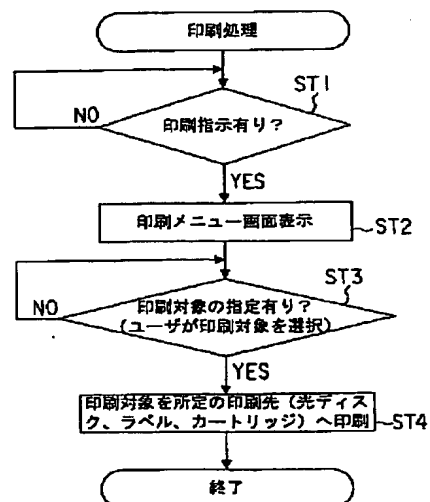 印刷処理
ST1
NO
印刷指示有り？
YES
印刷メニュー画面表示
ST2
ST3
NO
印刷対象の指定有り？
(ユーザが印刷対象を選択)
YES
印刷対象を所定の印刷先(光ディス
ク、ラベル、カートリッジ)へ印刷
ST4
終了